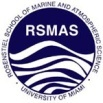 ROSENSTIEL SCHOOL OF MARINE AND ATMOSPHERIC SCIENCE
RSMAS
UNIVERSITY OF MIAMI